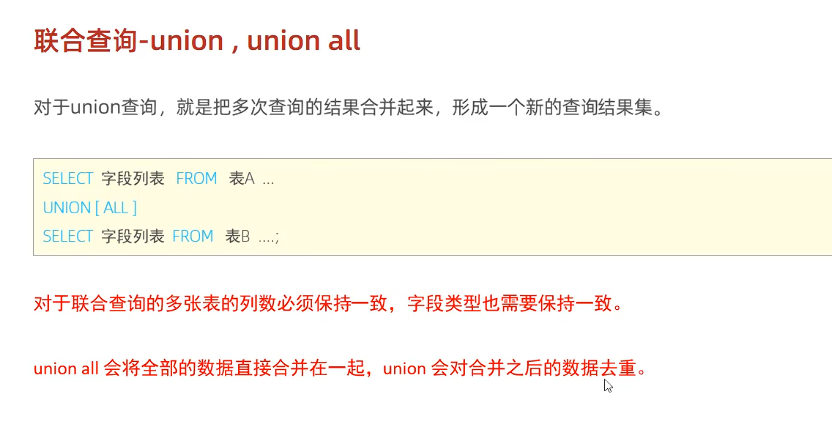 联合查询-union , union all
对于union查询，就是把多次查询的结果合并起来，形成一个新的查询结果集。
SELECT 字段列表 FROM 表A ...
UNION [ ALL ]
SELECT 字段列表 FROM 表B ....;
对于联合查询的多张表的列数必须保持一致，字段类型也需要保持一致。
union all 会将全部的数据直接合并在一起，union 会对合并之后的数据去重。